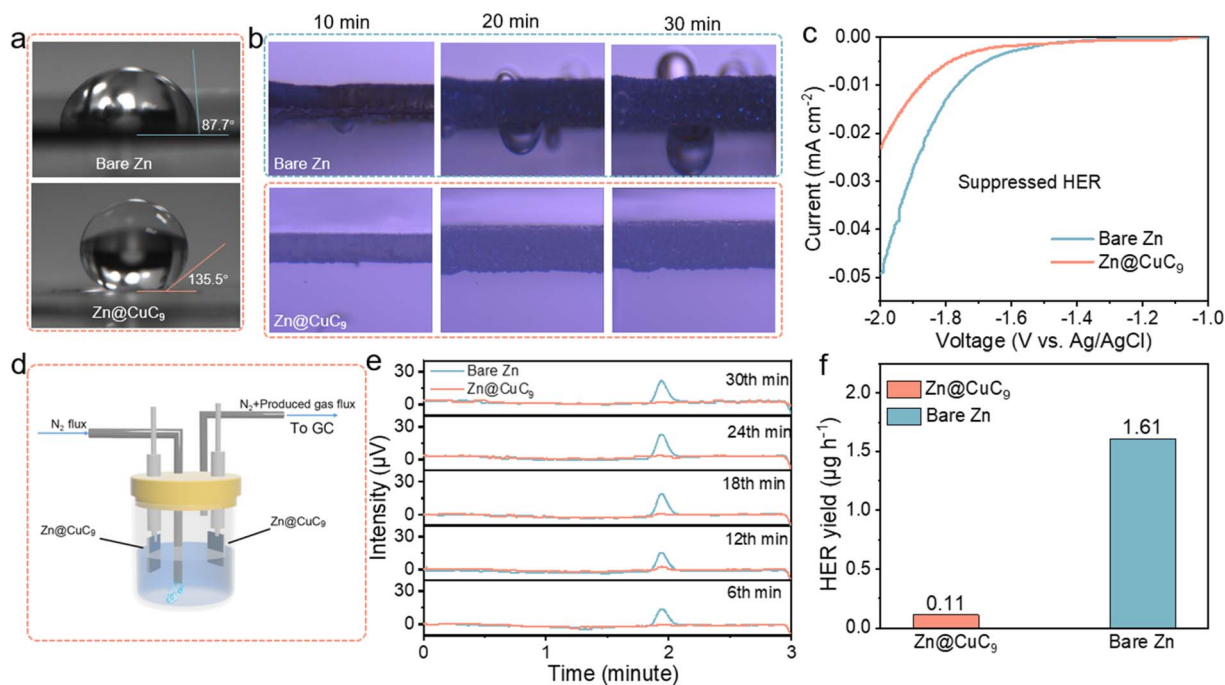 a
87.7°
Bare Zn
135.5°
Zn@CuC₉
b
10 min
20 min
30 min
Bare Zn
Zn@CuC₉
c
0.00
-0.01
-0.02
-0.03
-0.04
-0.05
Current (mA cm⁻²)
Suppressed HER
Bare Zn
Zn@CuC₉
-2.0
-1.8
-1.6
-1.4
-1.2
-1.0
Voltage (V vs. Ag/AgCl)
d
N₂ flux
N₂+Produced gas flux
To GC
Zn@CuC₉
Zn@CuC₉
e
Bare Zn
Zn@CuC₉
30
0
30th min
30
0
24th min
30
0
18th min
30
0
12th min
30
0
6th min
Intensity (µV)
0
1
2
3
Time (minute)
f
Zn@CuC₉
Bare Zn
2.0
1.5
1.0
0.5
0.0
HER yield (µg h⁻¹)
0.11
1.61
Zn@CuC₉
Bare Zn